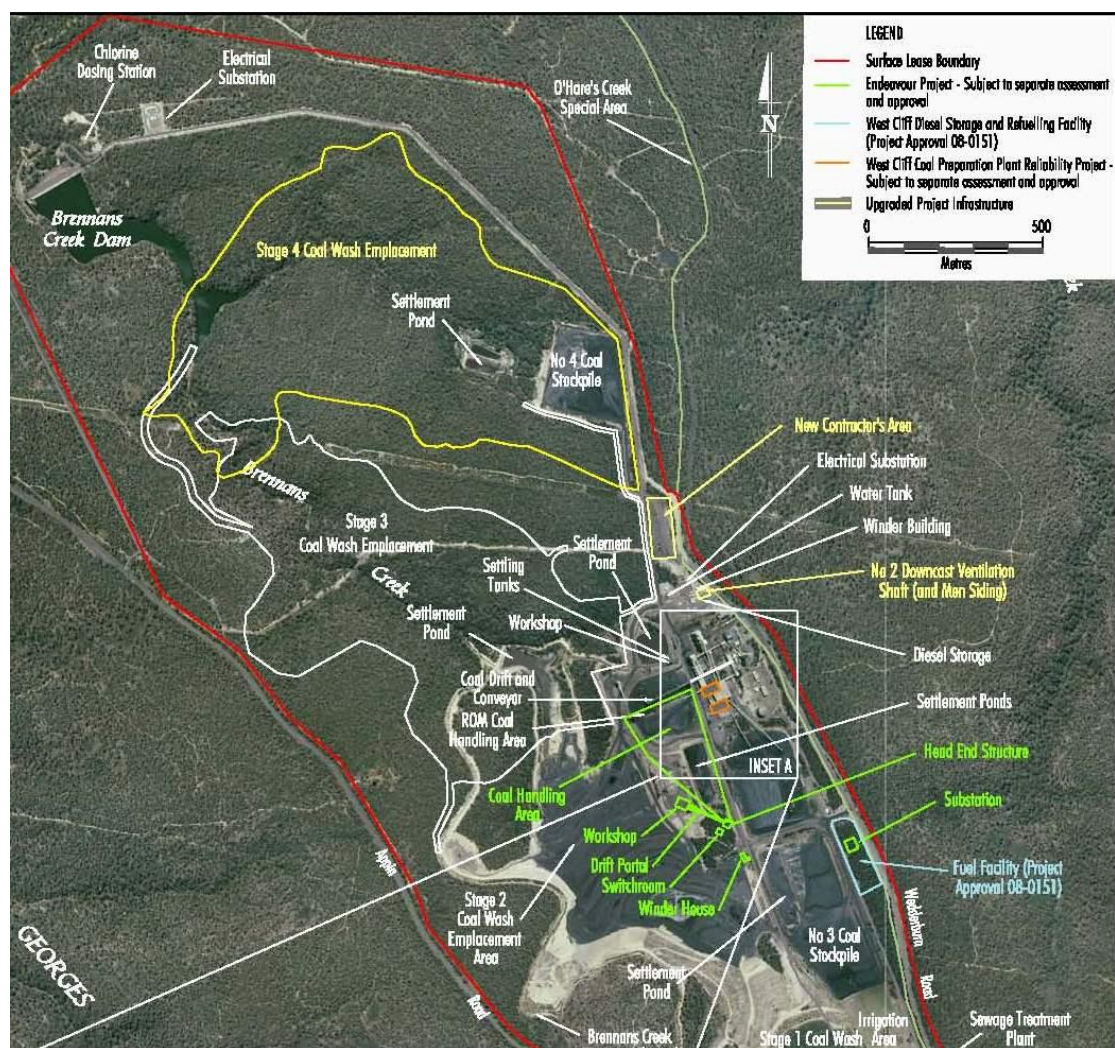 LEGEND
Surface Lease Boundary
Endeavour Project - Subject to separate assessment
and approval
West Cliff Diesel Storage and Refuelling Facility
(Project Approval 08-0151)
West Cliff Coal Preparation Plant Reliability Project -
Subject to separate assessment and approval
Upgraded Project Infrastructure
0 500
Metres
N
Chlorine
Dosing Station
Electrical
Substation
O'Hare's Creek
Special Area
Brennans
Creek Dam
Stage 4 Coal Wash Emplacement
Settlement
Pond
No 4 Coal
Stockpile
New Contractor's Area
Electrical Substation
Water Tank
Winder Building
No 2 Downcast Ventilation
Shaft (and Men Siding)
Diesel Storage
Settlement Ponds
Head End Structure
Substation
Fuel Facility (Project
Approval 08-0151)
Brennans
Creek
Stage 3
Coal Wash Emplacement
Settlement
Pond
Settling
Tanks
Workshop
Settlement
Pond
Coal Drift and
Conveyor
ROM Coal
Handling Area
INSET A
Coal Handling
Area
Workshop
Drift Portal
Switchroom
Winder House
Stage 2
Coal Wash
Emplacement
Area
Appin
Road
GEORGES
Wedderburn
Road
No 3 Coal
Stockpile
Settlement
Pond
Brennans Creek
Irrigation
Area
Stage 1 Coal Wash
Sewage Treatment
Plant